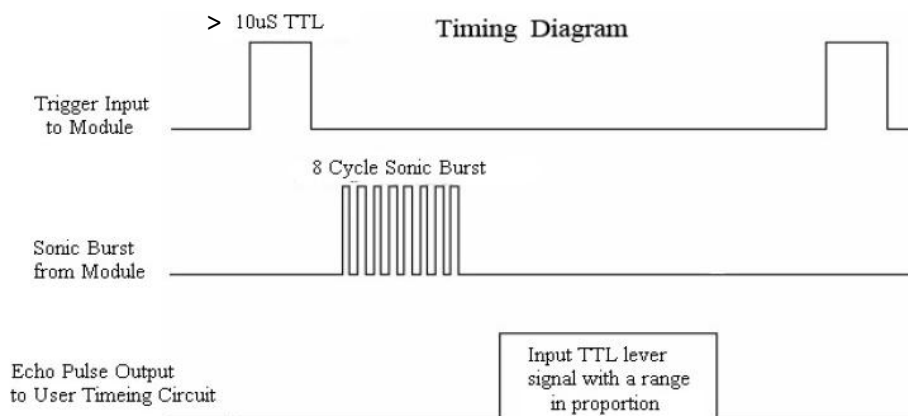 > 10uS TTL
Timing Diagram
Trigger Input
to Module
8 Cycle Sonic Burst
Sonic Burst
from Module
Echo Pulse Output
to User Timeing Circuit
Input TTL lever
signal with a range
in proportion